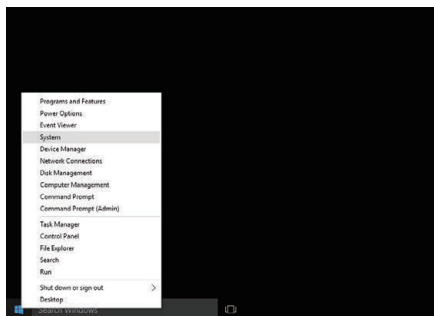 Programs and Features
Power Options
Event Viewer
System
Device Manager
Network Connections
Disk Management
Computer Management
Command Prompt
Command Prompt (Admin)
Task Manager
Control Panel
File Explorer
Search
Run
Shut down or sign out
Desktop
Search Windows